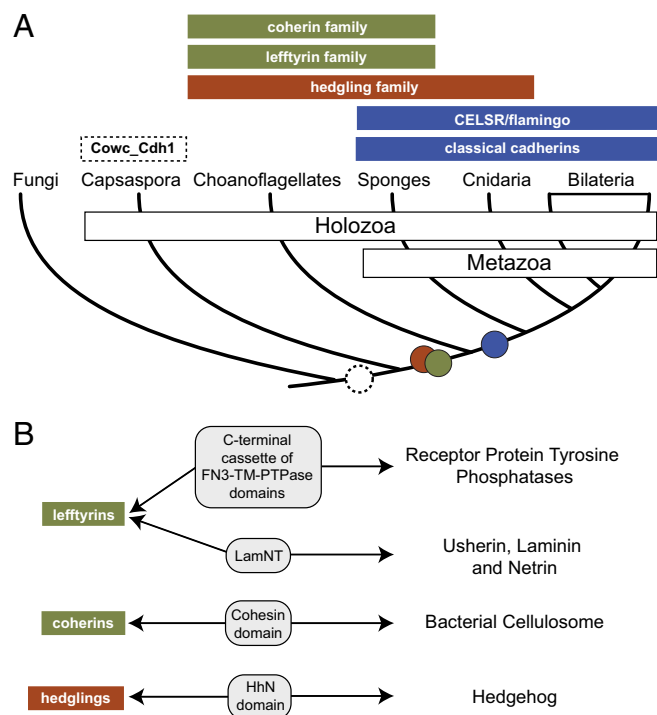 A
coherin family
lefftyrin family
hedgling family
CELSR/flamingo
Cowc_Cdh1
classical cadherins
Fungi Capsaspora Choanoflagellates Sponges Cnidaria Bilateria
Holozoa
Metazoa
B
C-terminal
cassette of
FN3-TM-PTPase
domains
Receptor Protein Tyrosine
Phosphatases
lefftyrins
LamNT
Usherin, Laminin
and Netrin
coherins
Cohesin
domain
Bacterial Cellulosome
hedglings
HhN
domain
Hedgehog